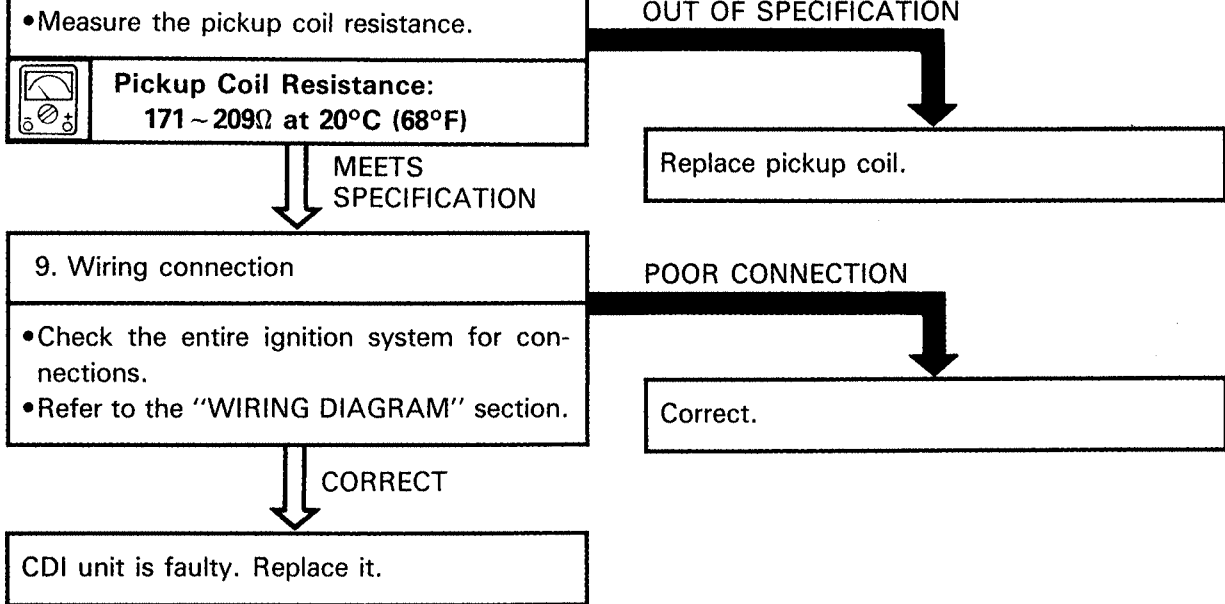 •Measure the pickup coil resistance.
OUT OF SPECIFICATION
Pickup Coil Resistance:
171 ~ 209Ω at 20°C (68°F)
MEETS
SPECIFICATION
Replace pickup coil.
9. Wiring connection
POOR CONNECTION
•Check the entire ignition system for con-
nections.
•Refer to the "WIRING DIAGRAM" section.
Correct.
CORRECT
CDI unit is faulty. Replace it.